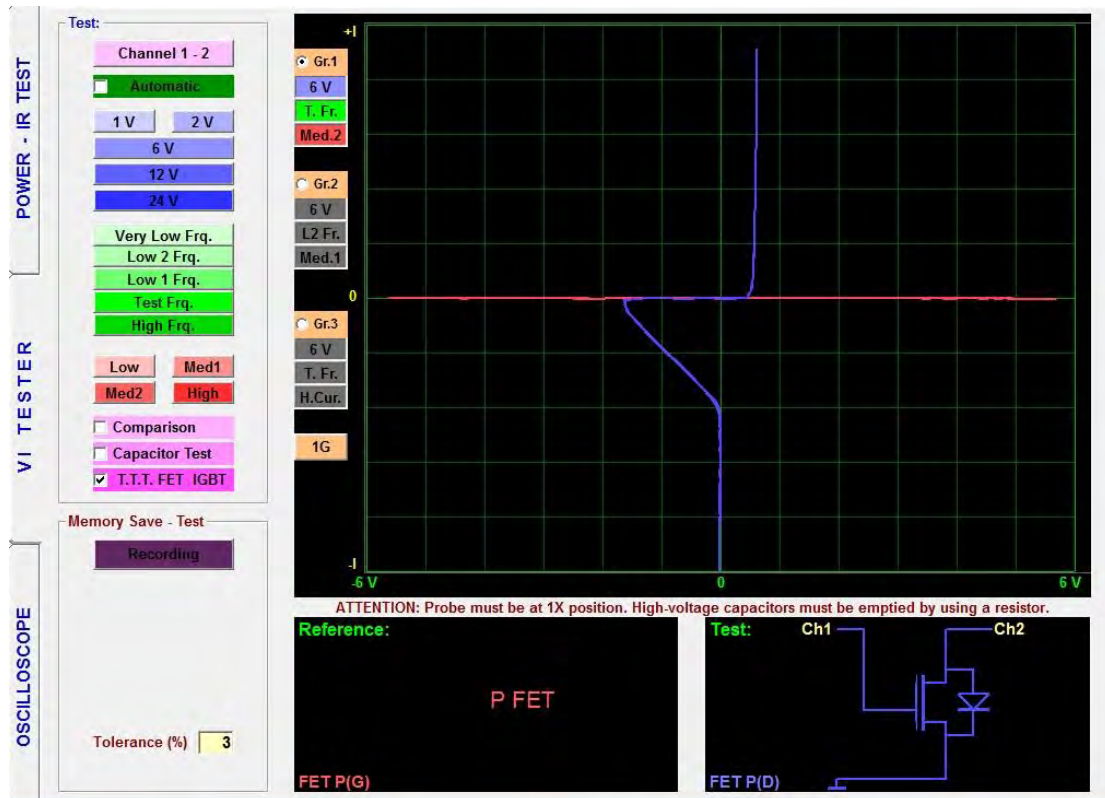 POWER - IR TEST
VI TESTER
OSCILLOSCOPE
Test:
Channel 1 - 2
Automatic
1 V
2 V
6 V
12 V
24 V
Very Low Frq.
Low 2 Frq.
Low 1 Frq.
Test Frq.
High Frq.
Low
Med1
Med2
High
Comparison
Capacitor Test
T.T.T. FET IGBT
Memory Save - Test
Recording
Tolerance (%) 3
Gr.1
6 V
T. Fr.
Med.2
Gr.2
6 V
L2 Fr.
Med.1
Gr.3
6 V
T. Fr.
H.Cur.
1G
+I
0
-I
-6 V
0
6 V
ATTENTION: Probe must be at 1X position. High-voltage capacitors must be emptied by using a resistor.
Reference:
P FET
FET P(G)
Test:
Ch1
Ch2
FET P(D)